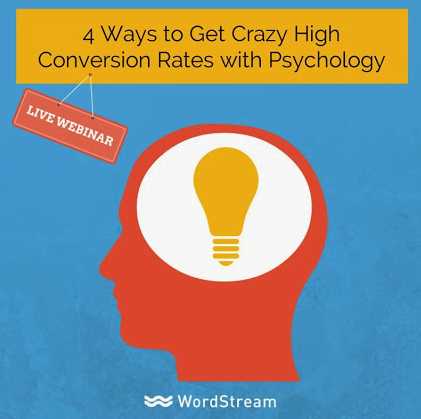 4 Ways to Get Crazy High
Conversion Rates with Psychology
LIVE WEBINAR
WordStream